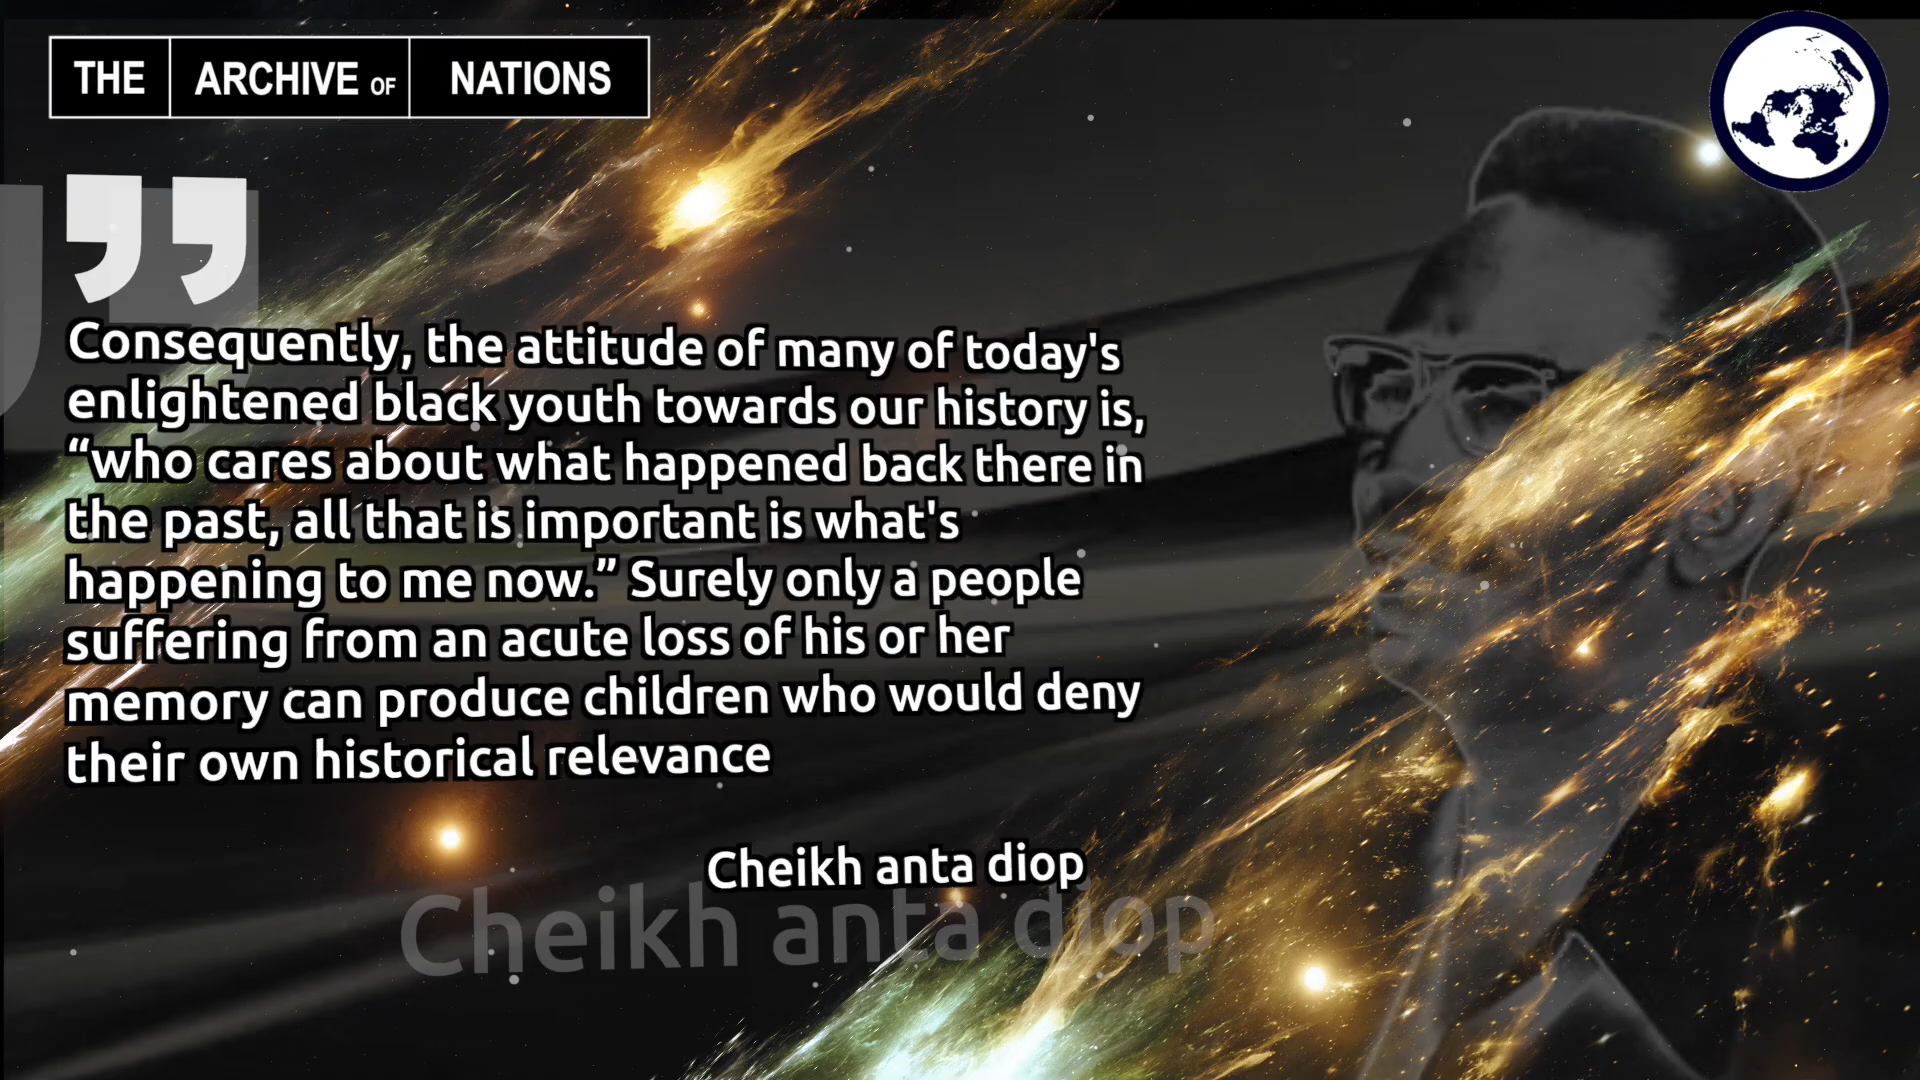 THE ARCHIVE OF NATIONS
Consequently, the attitude of many of today's
enlightened black youth towards our history is,
“who cares about what happened back there in
the past, all that is important is what's
happening to me now.” Surely only a people
suffering from an acute loss of his or her
memory can produce children who would deny
their own historical relevance
Cheikh anta diop
Cheikh anta diop